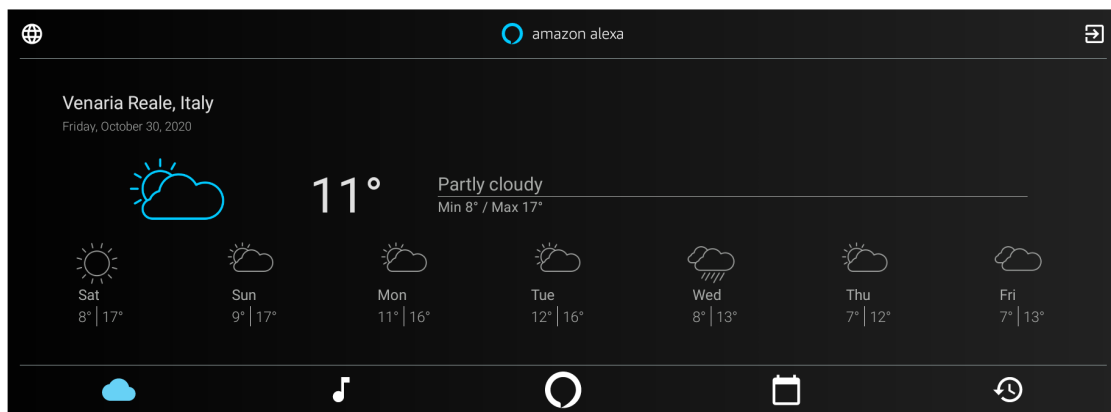 amazon alexa
Venaria Reale, Italy
Friday, October 30, 2020
11°
Partly cloudy
Min 8° / Max 17°
Sat
8° | 17°
Sun
9° | 17°
Mon
11° | 16°
Tue
12° | 16°
Wed
8° | 13°
Thu
7° | 12°
Fri
7° | 13°